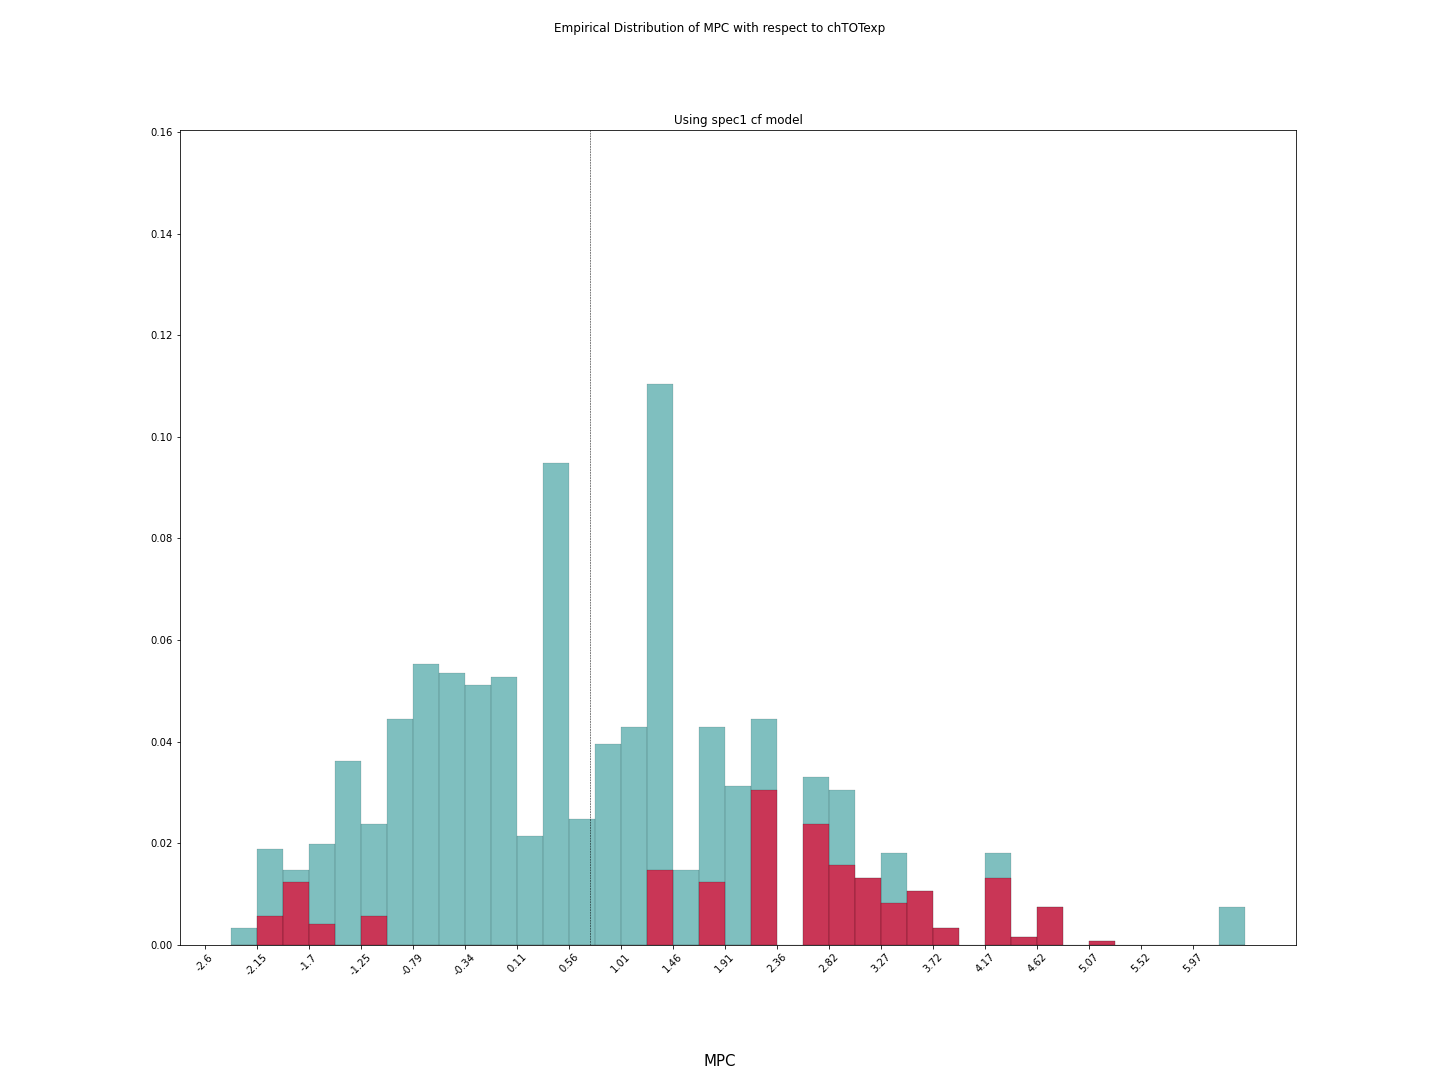 Empirical Distribution of MPC with respect to chTOTexp
Using spec1 cf model
0.16
0.14
0.12
0.10
0.08
0.06
0.04
0.02
0.00
-2.6 -2.15 -1.7 -1.25 -0.79 -0.34 0.11 0.56 1.01 1.46 1.91 2.36 2.82 3.27 3.72 4.17 4.62 5.07 5.52 5.97
MPC